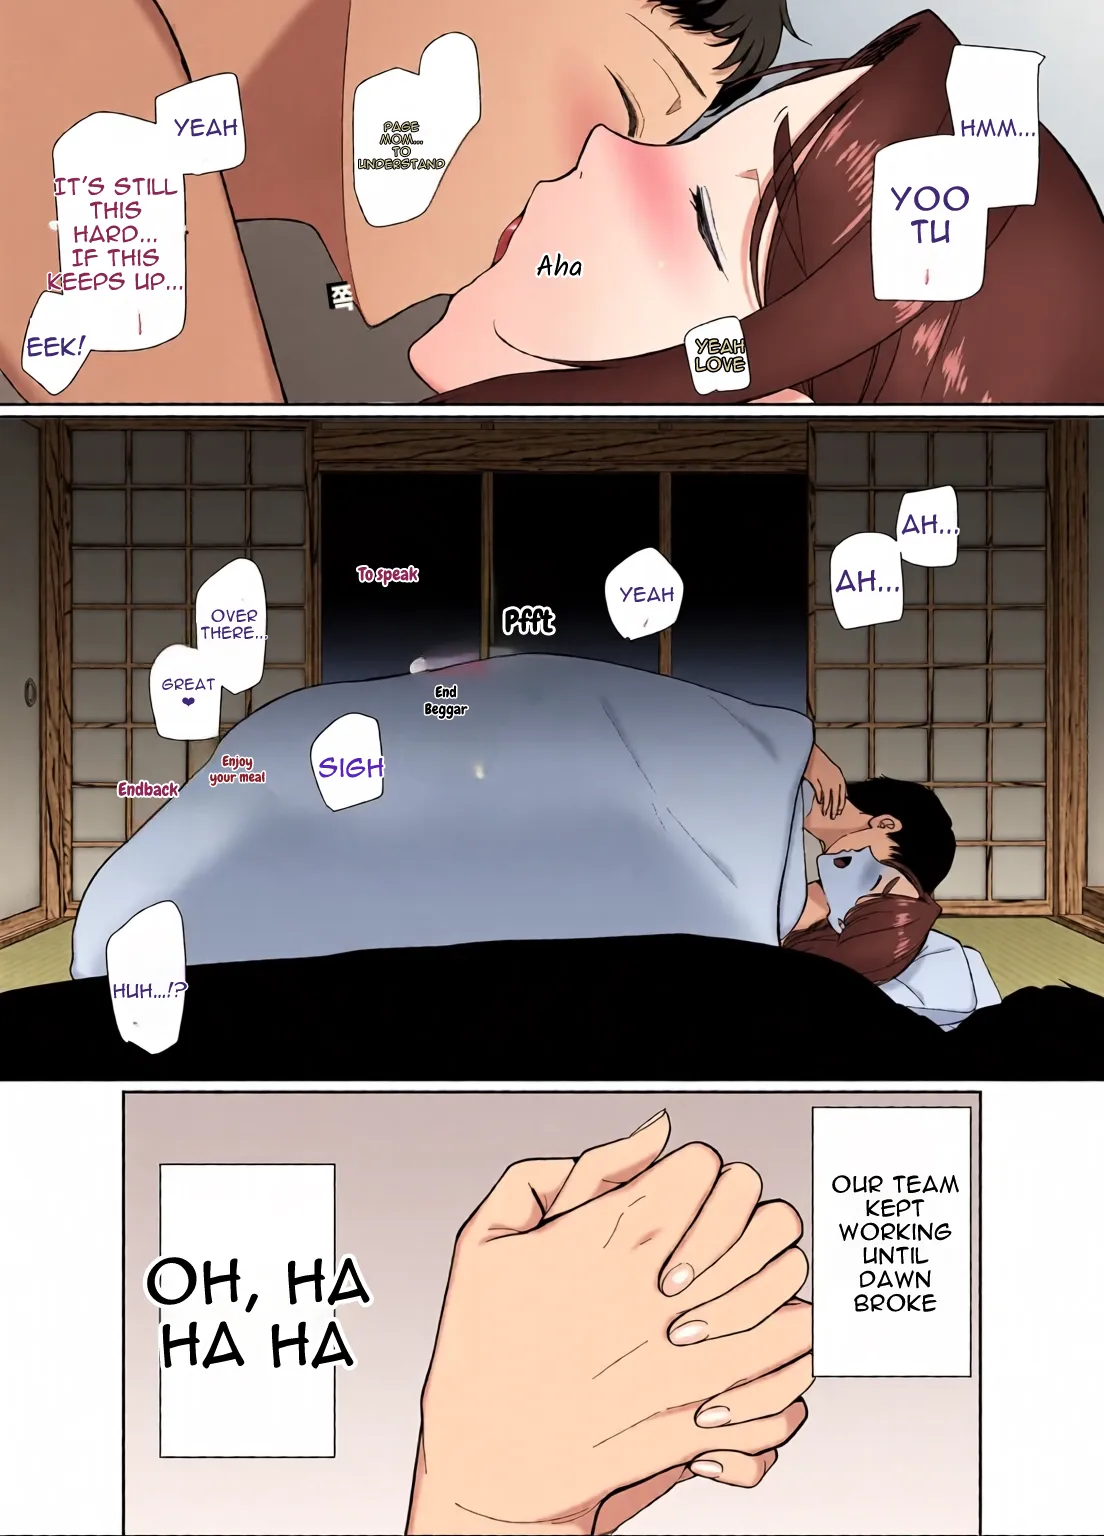 HMM...
YOO
TU
PAGE
MOM...
TO
UNDERSTAND
YEAH
IT'S STILL
THIS
HARD...
IF THIS
KEEPS UP...
EEK!
Aha
쪽
YEAH
LOVE
AH...
AH...
YEAH
To speak
Pfft
OVER
THERE...
GREAT
❤
End
Beggar
SIGH
Enjoy
your meal
Endback
HUH...!?
OUR TEAM
KEPT
WORKING
UNTIL
DAWN
BROKE
OH, HA
HA HA